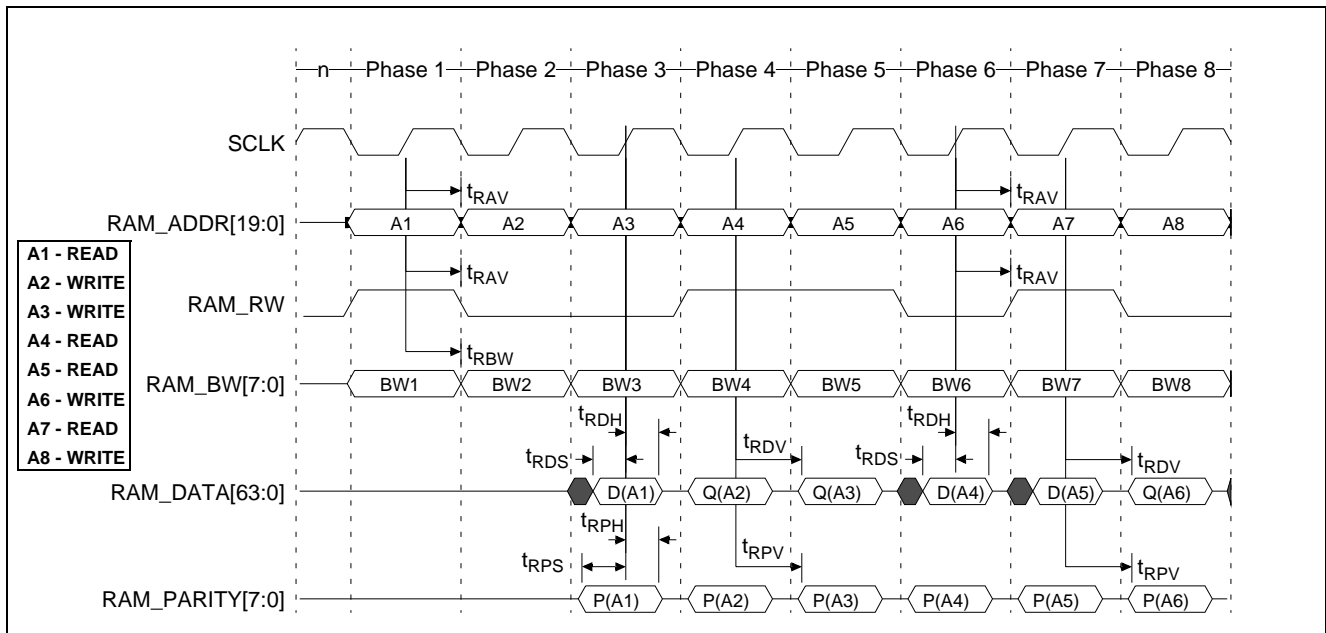 n Phase 1 Phase 2 Phase 3 Phase 4 Phase 5 Phase 6 Phase 7 Phase 8
SCLK
tRAV tRAV
RAM_ADDR[19:0] A1 A2 A3 A4 A5 A6 A7 A8
A1 - READ
A2 - WRITE
A3 - WRITE
A4 - READ
A5 - READ
A6 - WRITE
A7 - READ
A8 - WRITE
tRAV tRAV
RAM_RW
tRBW
RAM_BW[7:0] BW1 BW2 BW3 BW4 BW5 BW6 BW7 BW8
tRDH tRDV tRDH
tRDS tRDS tRDV
RAM_DATA[63:0] D(A1) Q(A2) Q(A3) D(A4) D(A5) Q(A6)
tRPH
tRPS tRPV tRPV
RAM_PARITY[7:0] P(A1) P(A2) P(A3) P(A4) P(A5) P(A6)